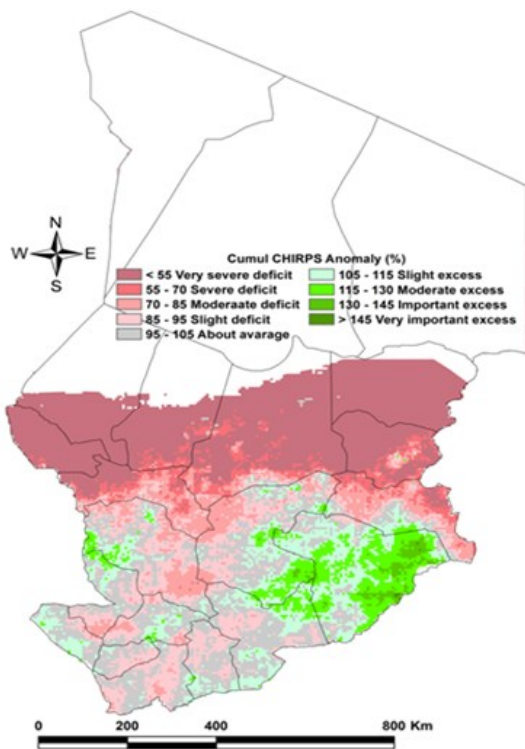 N
W E
S
Cumul CHIRPS Anomaly (%)
< 55 Very severe deficit
55 - 70 Severe deficit
70 - 85 Moderaate deficit
85 - 95 Slight deficit
95 - 105 About avarage
105 - 115 Slight excess
115 - 130 Moderate excess
130 - 145 Important excess
> 145 Very important excess
0 200 400 800 Km